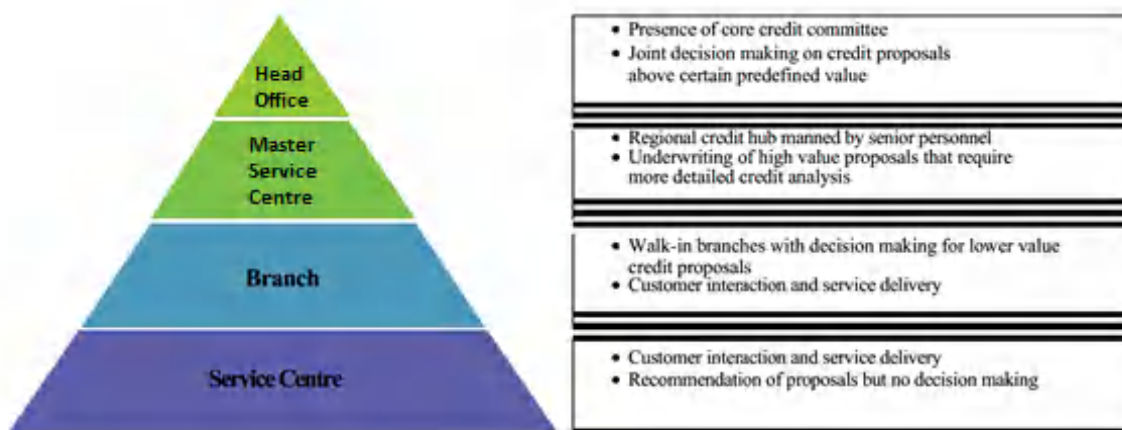 Head
Office
• Presence of core credit committee
• Joint decision making on credit proposals
above certain predefined value
Master
Service
Centre
• Regional credit hub manned by senior personnel
• Underwriting of high value proposals that require
more detailed credit analysis
Branch
• Walk-in branches with decision making for lower value
credit proposals
• Customer interaction and service delivery
Service Centre
• Customer interaction and service delivery
• Recommendation of proposals but no decision making